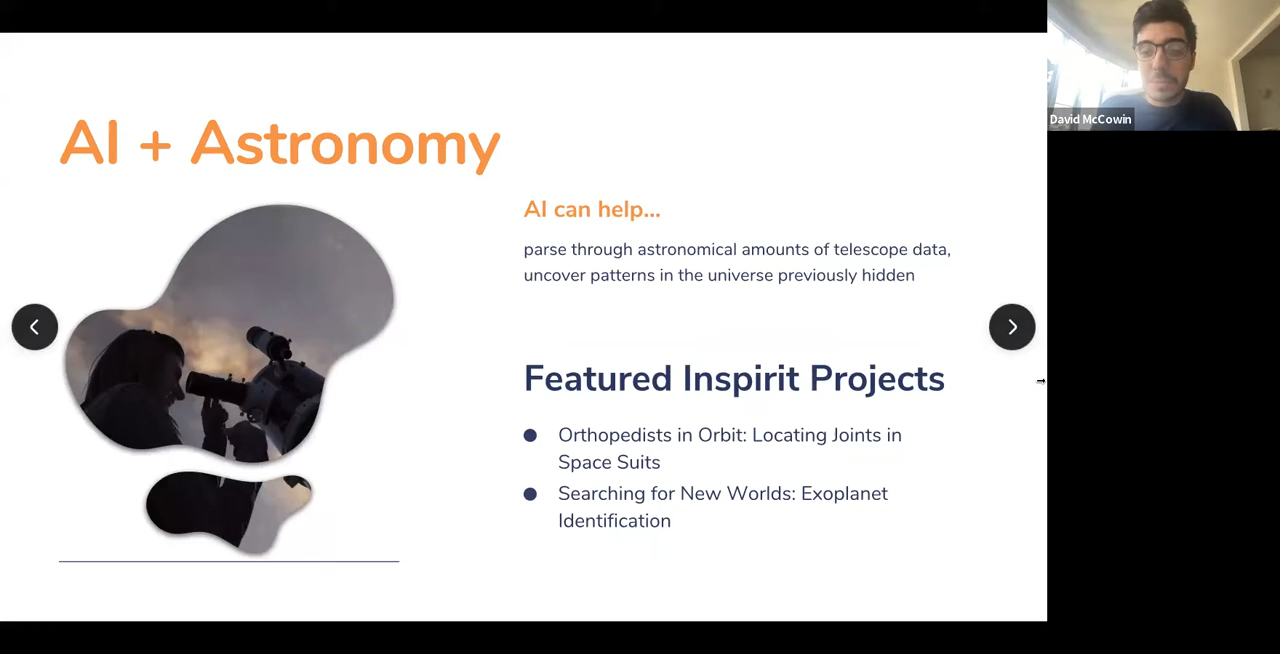 AI + Astronomy
David McCowin
AI can help...
parse through astronomical amounts of telescope data,
uncover patterns in the universe previously hidden
Featured Inspirit Projects
Orthopedists in Orbit: Locating Joints in
Space Suits
Searching for New Worlds: Exoplanet
Identification